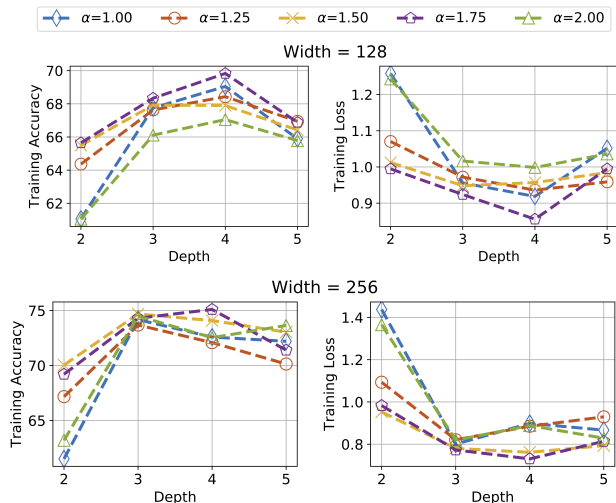 α=1.00 α=1.25 α=1.50 α=1.75 α=2.00
Width = 128
Training Accuracy
70
68
66
64
62
2 3 4 5
Depth
Training Loss
1.2
1.1
1.0
0.9
2 3 4 5
Depth
Width = 256
Training Accuracy
75
70
65
2 3 4 5
Depth
Training Loss
1.4
1.2
1.0
0.8
2 3 4 5
Depth